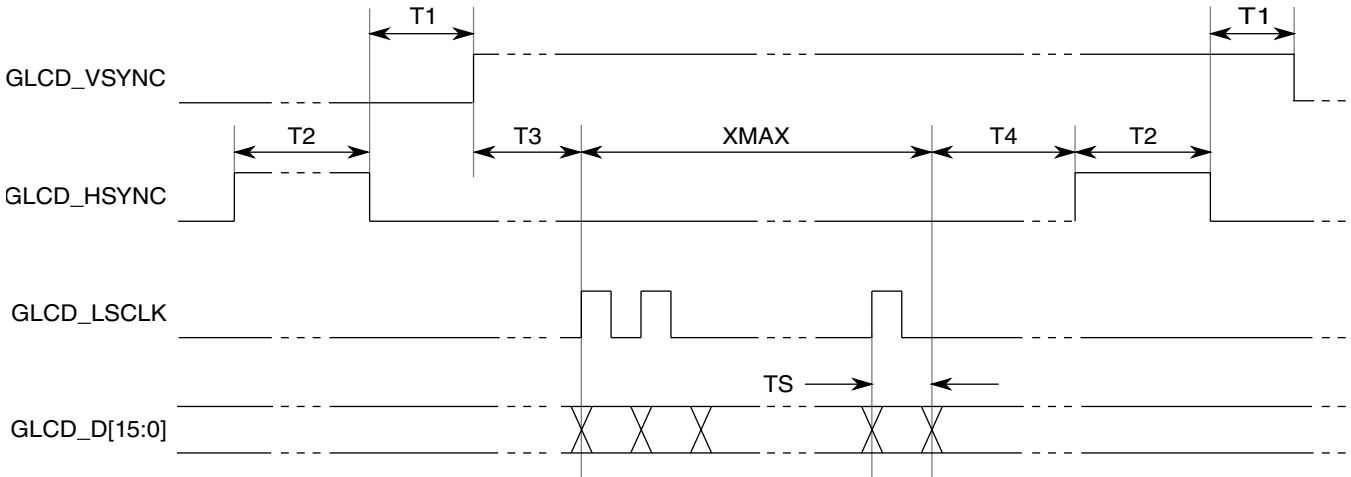 T1
T1
GLCD_VSYNC
T2
T3
XMAX
T4
T2
GLCD_HSYNC
GLCD_LSCLK
TS
GLCD_D[15:0]